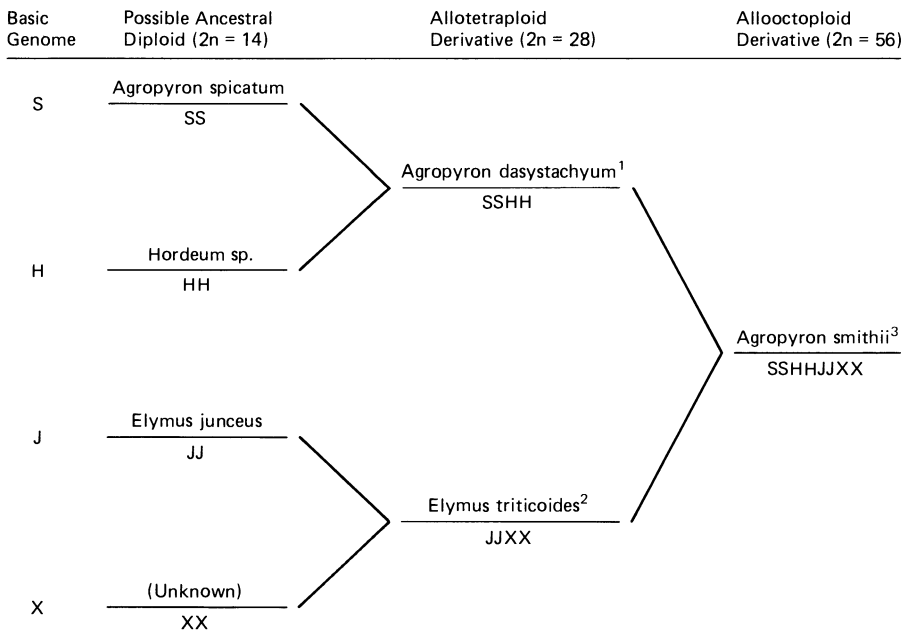 Basic Genome
Possible Ancestral Diploid (2n = 14)
Allotetraploid Derivative (2n = 28)
Allooctoploid Derivative (2n = 56)
S
Agropyron spicatum
SS
Agropyron dasystachyum¹
SSHH
H
Hordeum sp.
HH
Agropyron smithii³
SSHHJJXX
J
Elymus junceus
JJ
Elymus triticoides²
JJXX
X
(Unknown)
XX